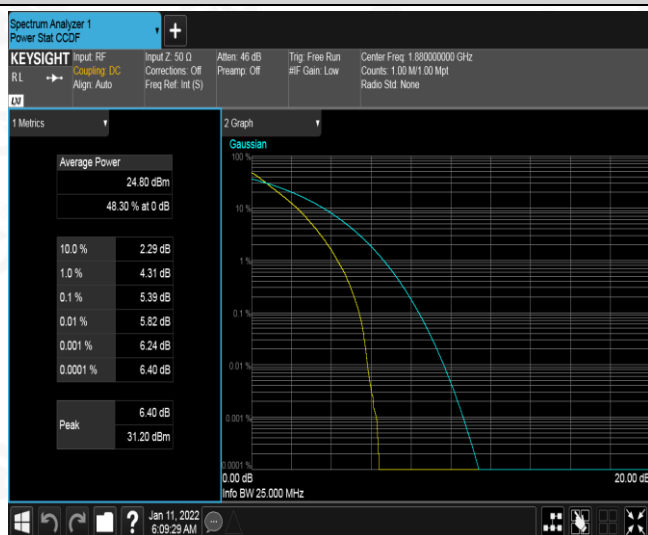 Spectrum Analyzer 1
Power Stat CCDF
+
KEYSIGHT
RL
LXI
Input: RF
Coupling: DC
Align: Auto
Input Z: 50 Ω
Corrections: Off
Freq Ref: Int (S)
Atten: 46 dB
Preamp: Off
Trig: Free Run
#IF Gain: Low
Center Freq: 1.880000000 GHz
Counts: 1.00 M/1.00 Mpt
Radio Std: None
1 Metrics
Average Power
24.80 dBm
48.30 % at 0 dB
10.0 % 2.29 dB
1.0 % 4.31 dB
0.1 % 5.39 dB
0.01 % 5.82 dB
0.001 % 6.24 dB
0.0001 % 6.40 dB
Peak
6.40 dB
31.20 dBm
2 Graph
Gaussian
100 %
10 %
1 %
0.1 %
0.01 %
0.001 %
0.0001 %
0.00 dB 20.00 dB
Info BW 25.000 MHz
?
Jan 11, 2022
6:09:29 AM